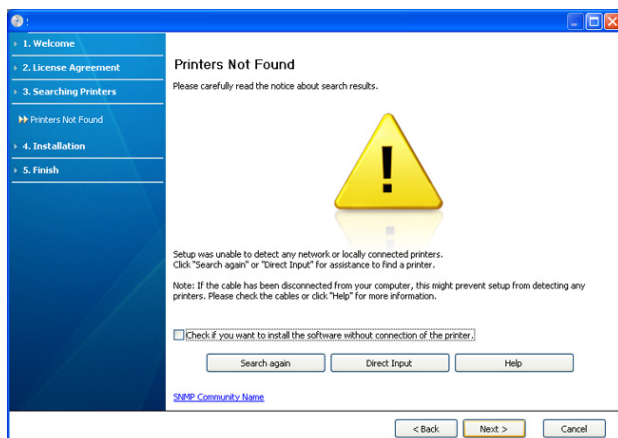 1. Welcome
2. License Agreement
3. Searching Printers
Printers Not Found
4. Installation
5. Finish
Printers Not Found
Please carefully read the notice about search results.
Setup was unable to detect any network or locally connected printers.
Click "Search again" or "Direct Input" for assistance to find a printer.
Note: If the cable has been disconnected from your computer, this might prevent setup from detecting any
printers. Please check the cables or click "Help" for more information.
Check if you want to install the software without connection of the printer.
Search again
Direct Input
Help
SNMP Community Name
< Back
Next >
Cancel